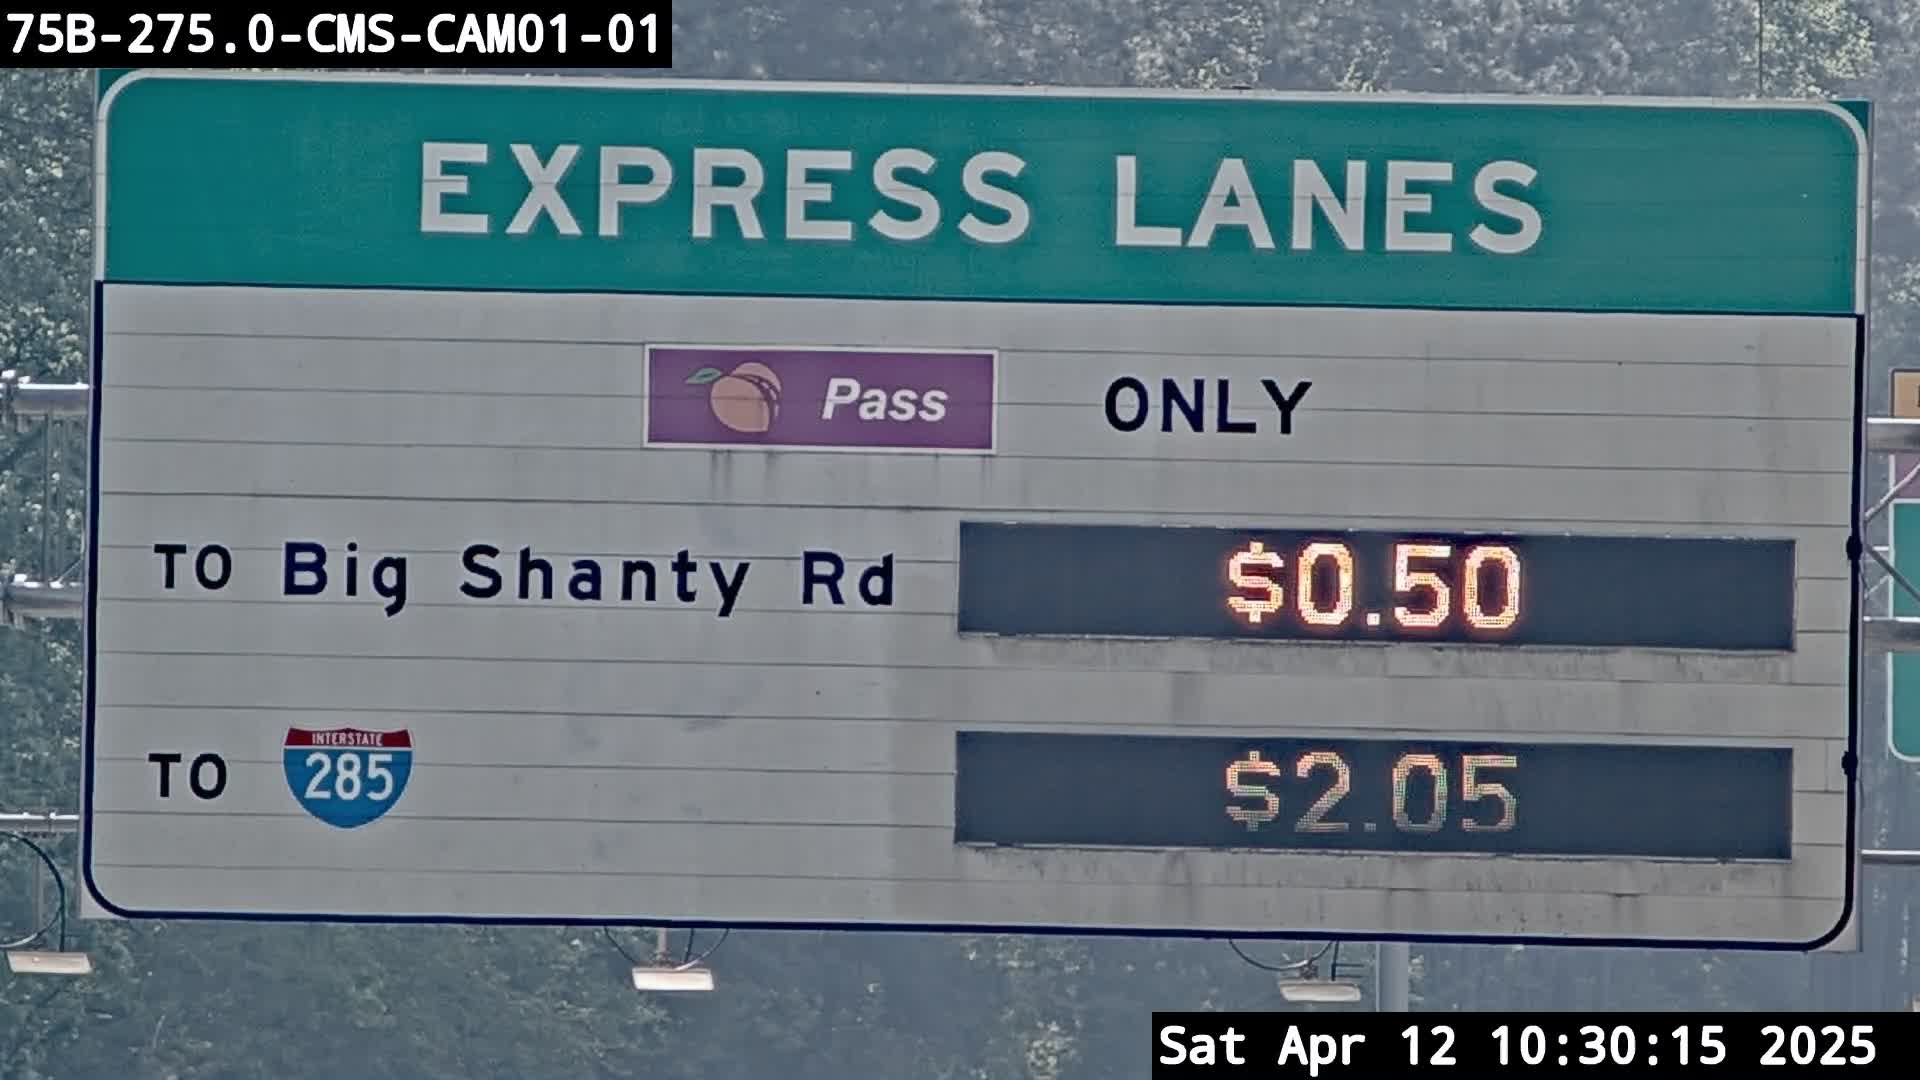 75B-275.0-CMS-CAM01-01
EXPRESS LANES
Pass ONLY
TO Big Shanty Rd $0.50
INTERSTATE
TO 285 $2.05
Sat Apr 12 10:30:15 2025